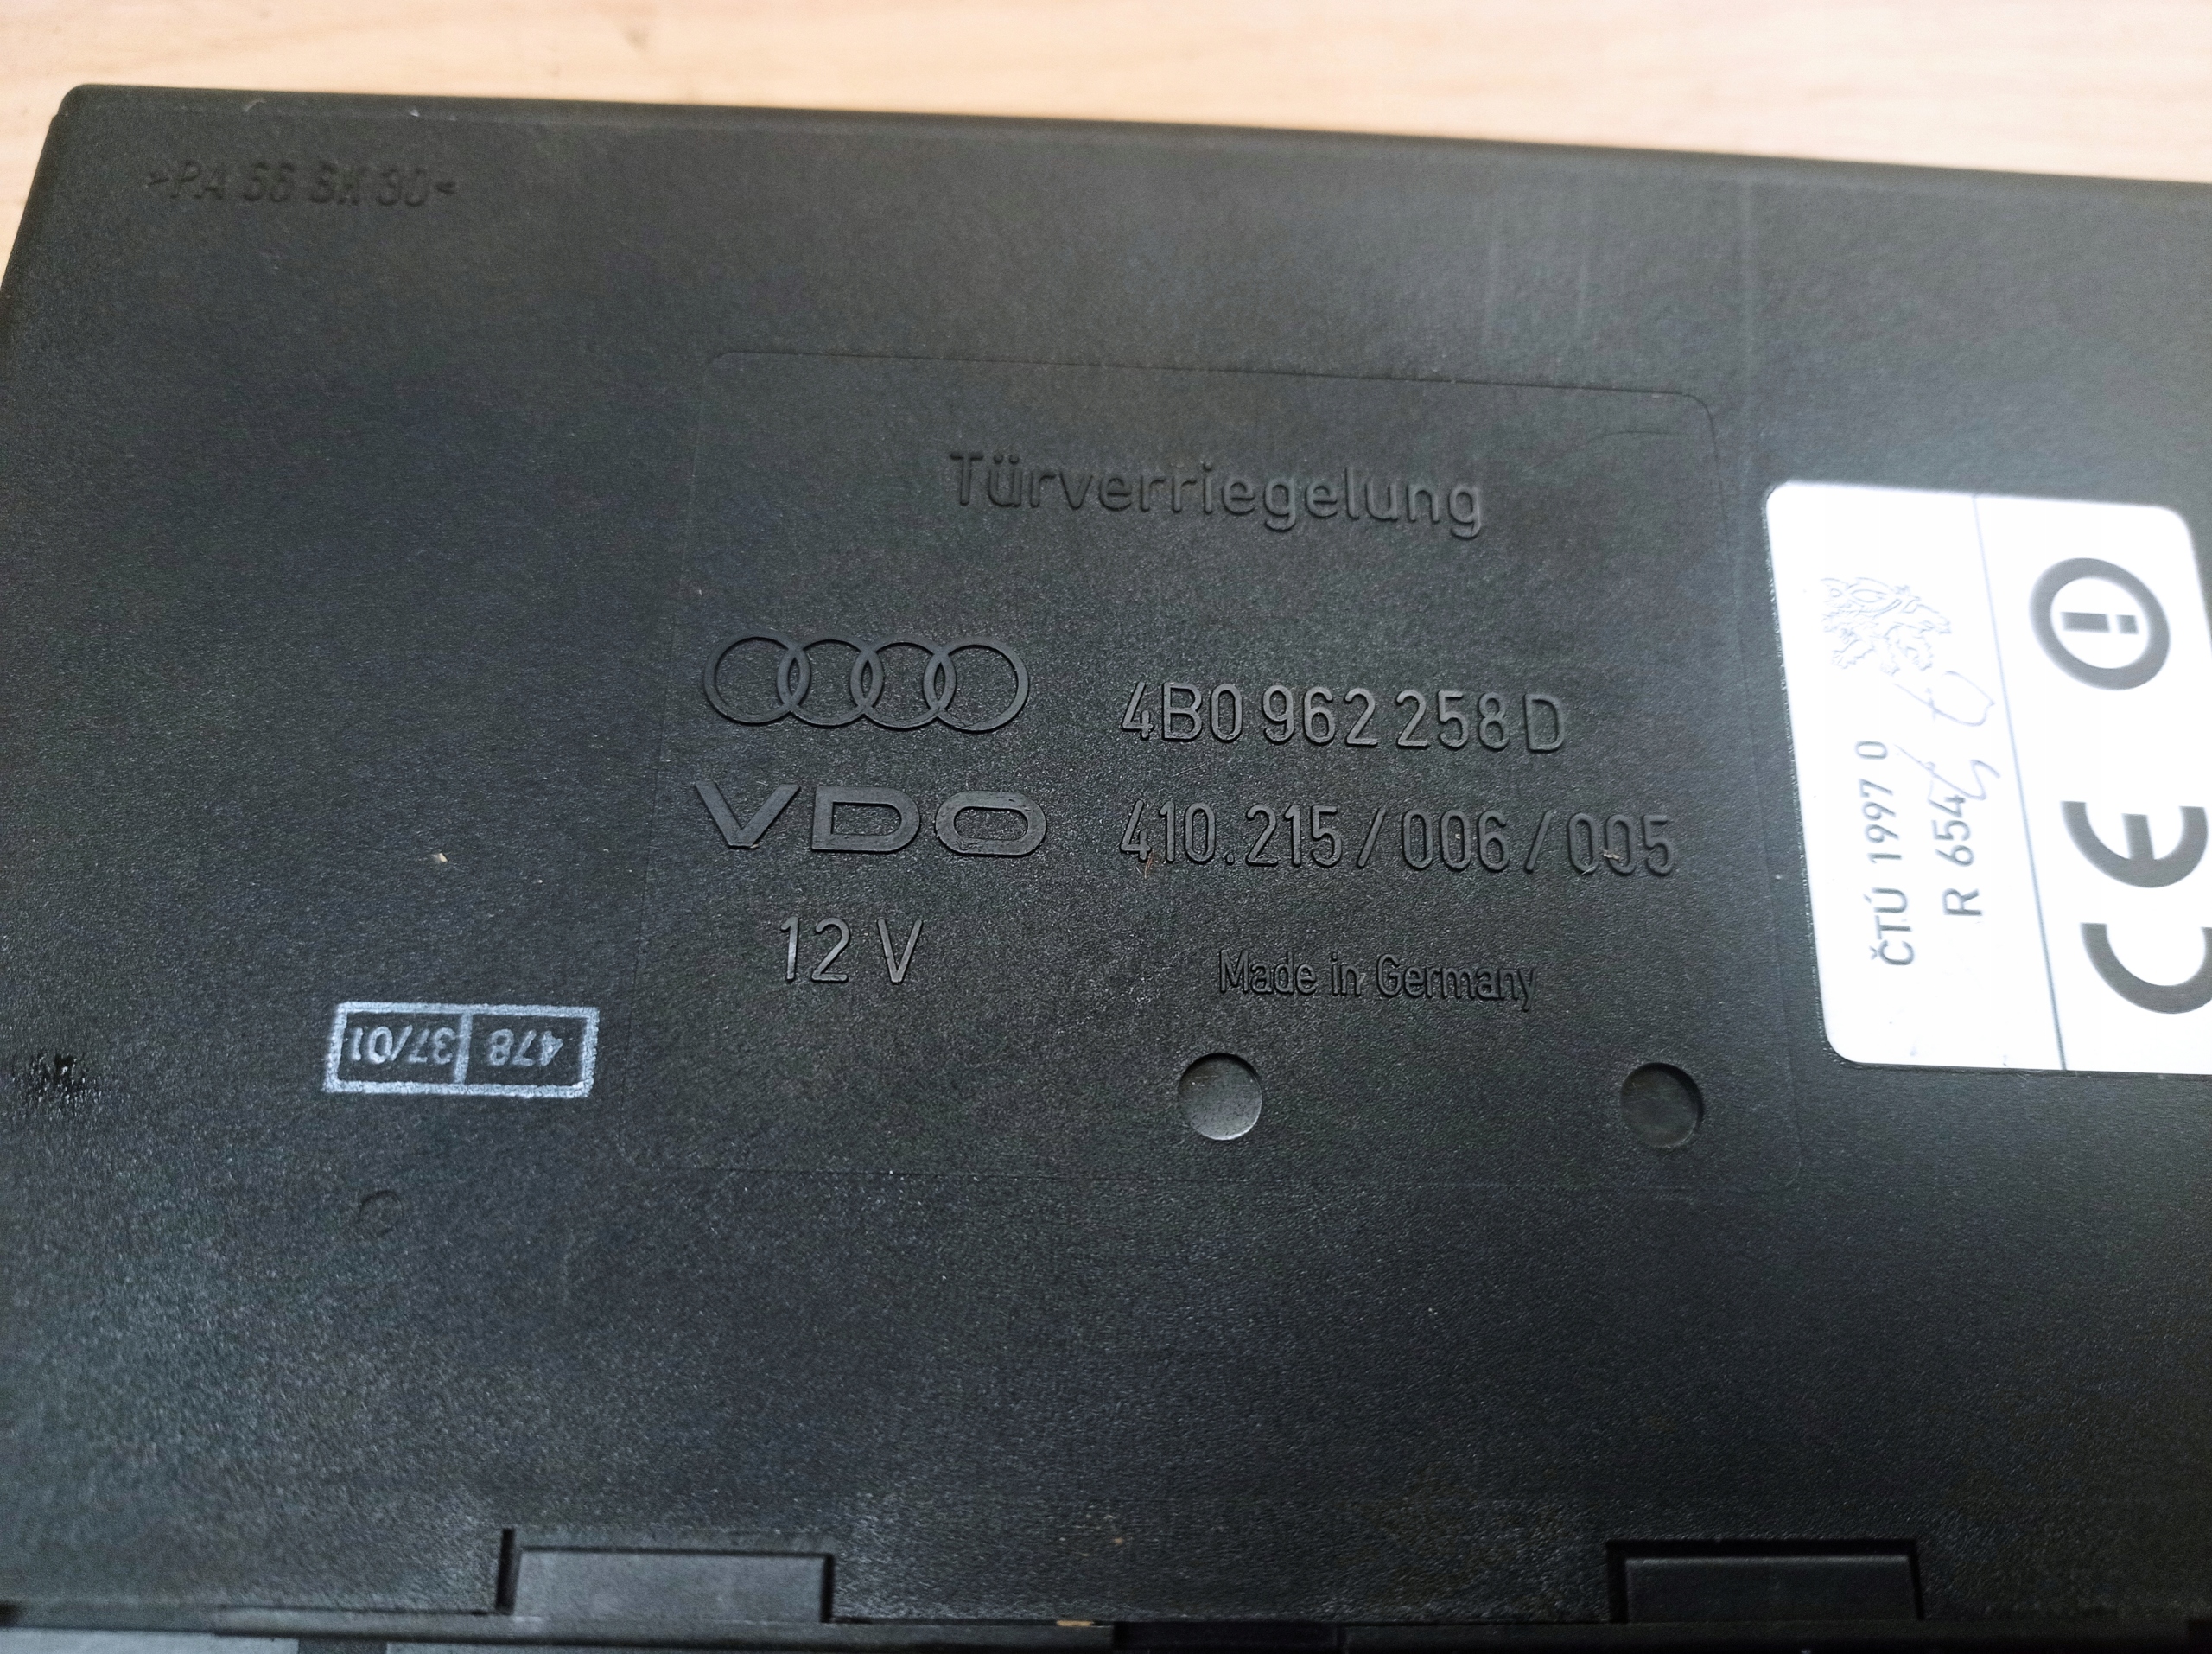 >PA 66 GK 30<
Türverriegelung
4B0 962 258 D
VDO 410.215/006/005
12 V
Made in Germany
478 37/01
ČTÚ 1997 0
R 654
CE